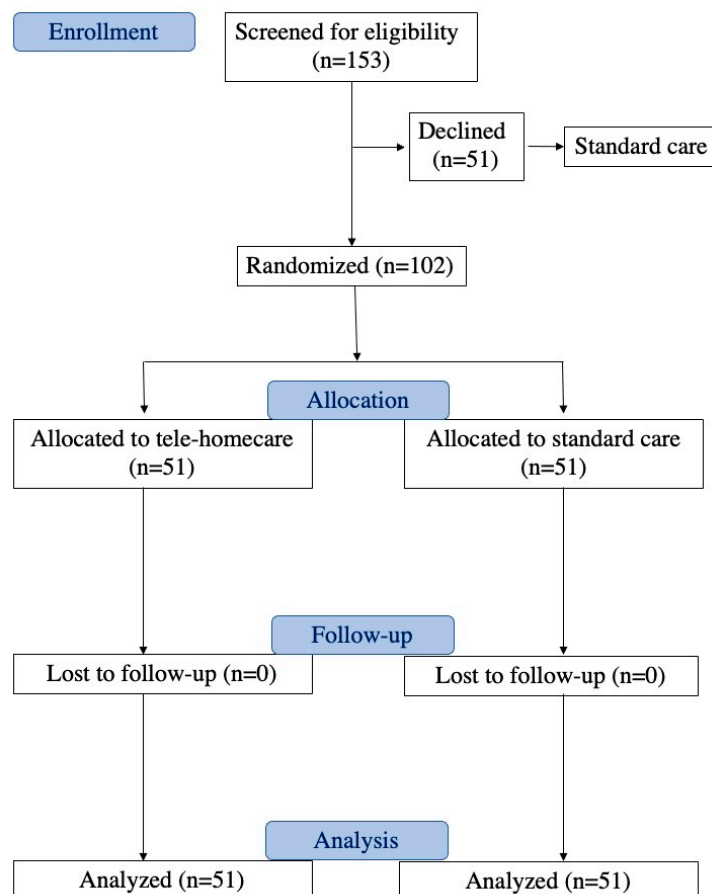 Enrollment
Screened for eligibility
(n=153)
Declined
(n=51)
Standard care
Randomized (n=102)
Allocation
Allocated to tele-homecare
(n=51)
Allocated to standard care
(n=51)
Follow-up
Lost to follow-up (n=0)
Lost to follow-up (n=0)
Analysis
Analyzed (n=51)
Analyzed (n=51)